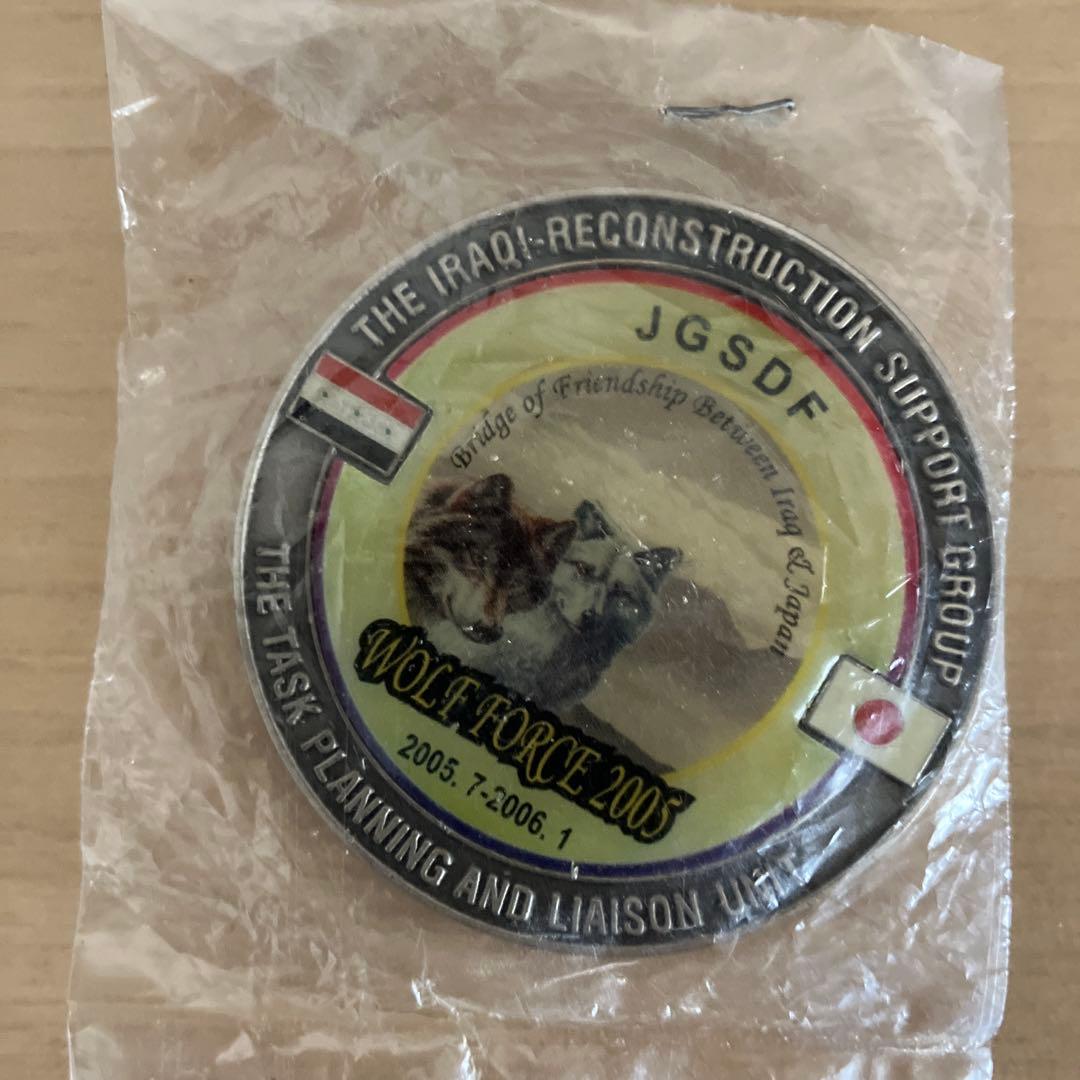 THE IRAQI-RECONSTRUCTION SUPPORT GROUP
JGSDF
Bridge of Friendship Between Iraq & Japan
WOLF FORCE 2005
2005. 7-2006. 1
THE TASK PLANNING AND LIAISON UNIT